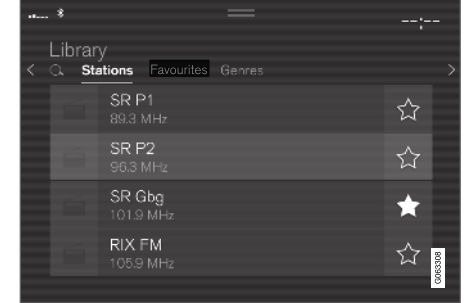 --:--
Library
Stations Favourites Genres
SR P1
89.3 MHz
SR P2
96.3 MHz
SR Gbg
101.9 MHz
RIX FM
105.9 MHz
G063308